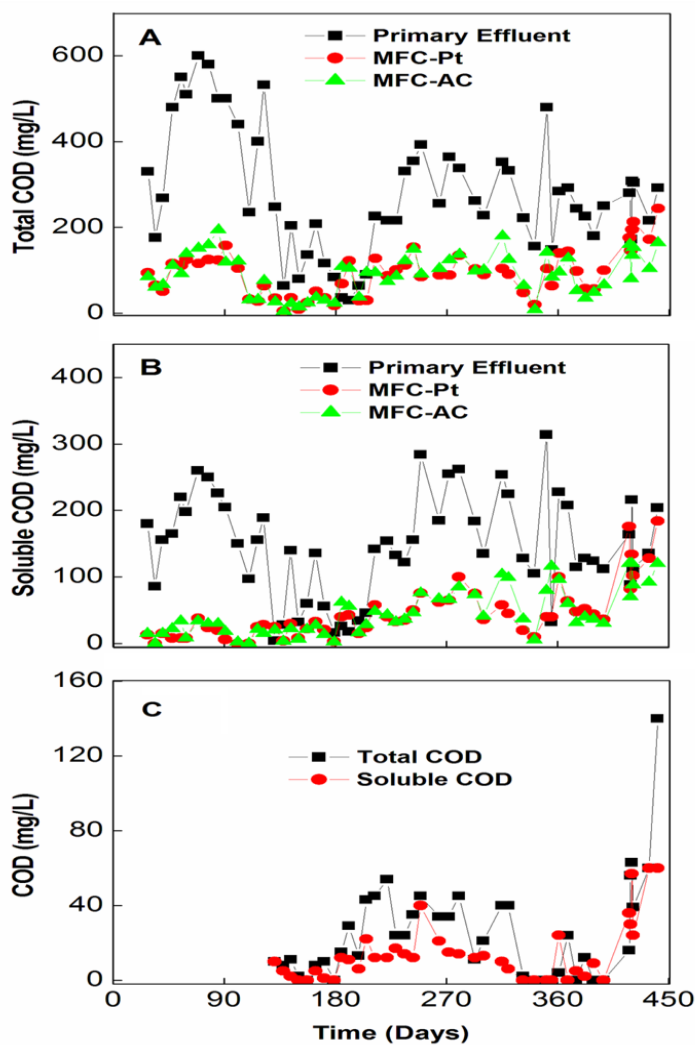 A
Primary Effluent
MFC-Pt
MFC-AC
Total COD (mg/L)
600
400
200
0
B
Primary Effluent
MFC-Pt
MFC-AC
Soluble COD (mg/L)
400
300
200
100
0
C
Total COD
Soluble COD
COD (mg/L)
160
120
80
40
0
0 90 180 270 360 450
Time (Days)